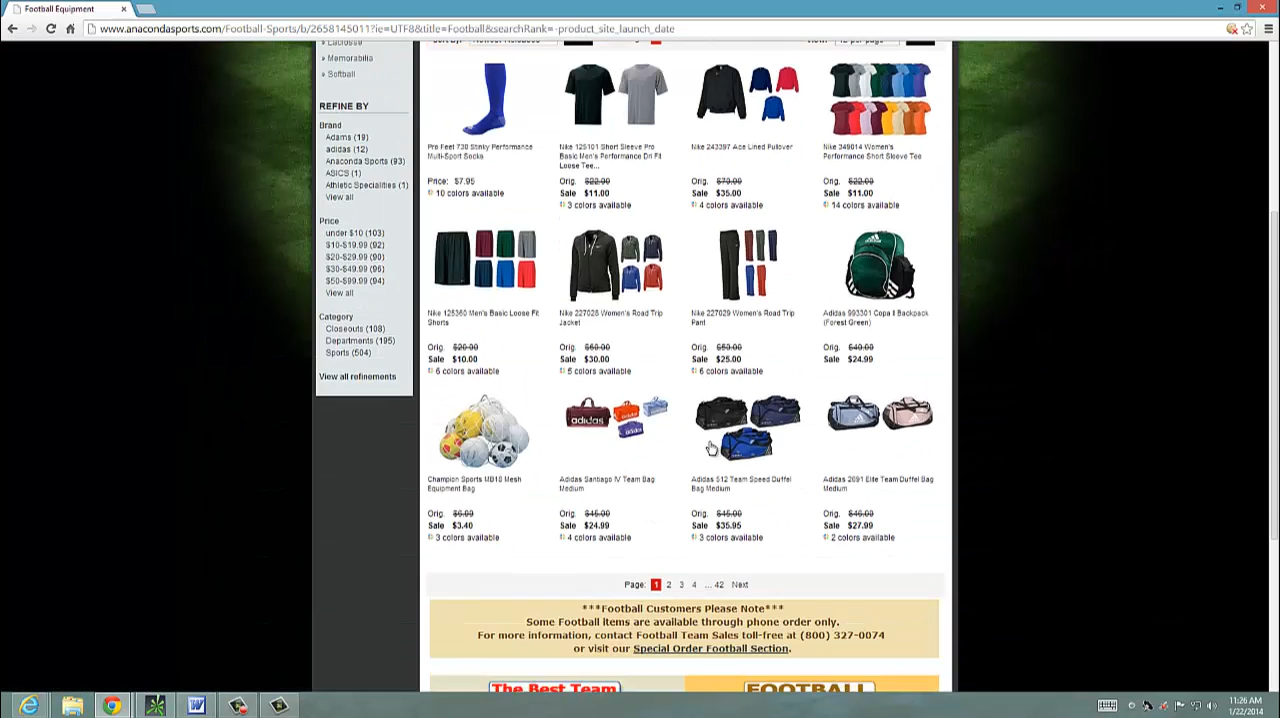 Football Equipment
www.anacondasports.com/Football-Sports/b/2658145011?ie=UTF8&title=Football&searchRank=-product_site_launch_date
Lacrosse
Memorabilia
Softball
REFINE BY
Brand
Adams (19)
adidas (12)
Anaconda Sports (93)
ASICS (1)
Athletic Specialities (1)
View all
Price
under $10 (103)
$10-$19.99 (92)
$20-$29.99 (90)
$30-$49.99 (96)
$50-$99.99 (94)
View all
Category
Closeouts (108)
Departments (195)
Sports (504)
View all refinements
Pro Feet 730 Stinky Performance
Multi-Sport Socks
Price: $7.95
10 colors available
Nike 125101 Short Sleeve Pro
Basic Men's Performance Dri Fit
Loose Tee...
Orig. $22.00
Sale $11.00
3 colors available
Nike 243397 Ace Lined Pullover
Orig. $70.00
Sale $35.00
4 colors available
Nike 349014 Women's
Performance Short Sleeve Tee
Orig. $22.00
Sale $11.00
14 colors available
Nike 125360 Men's Basic Loose Fit
Shorts
Orig. $20.00
Sale $10.00
6 colors available
Nike 227028 Women's Road Trip
Jacket
Orig. $60.00
Sale $30.00
5 colors available
Nike 227029 Women's Road Trip
Pant
Orig. $50.00
Sale $25.00
6 colors available
Adidas 993301 Copa II Backpack
(Forest Green)
Orig. $40.00
Sale $24.99
adidas
Champion Sports MB18 Mesh
Equipment Bag
Orig.
Sale $3.40
3 colors available
Adidas Santiago IV Team Bag
Medium
Orig. $45.00
Sale $24.99
4 colors available
Adidas 512 Team Speed Duffel
Bag Medium
Orig. $45.00
Sale $35.95
3 colors available
Adidas 2691 Elite Team Duffel Bag
Medium
Orig. $46.00
Sale $27.99
2 colors available
Page: 1 2 3 4 ... 42 Next
***Football Customers Please Note***
Some Football items are available through phone order only.
For more information, contact Football Team Sales toll-free at (800) 327-0074
or visit our Special Order Football Section.
The Best Team
FOOTBALL
11:26 AM
1/22/2014